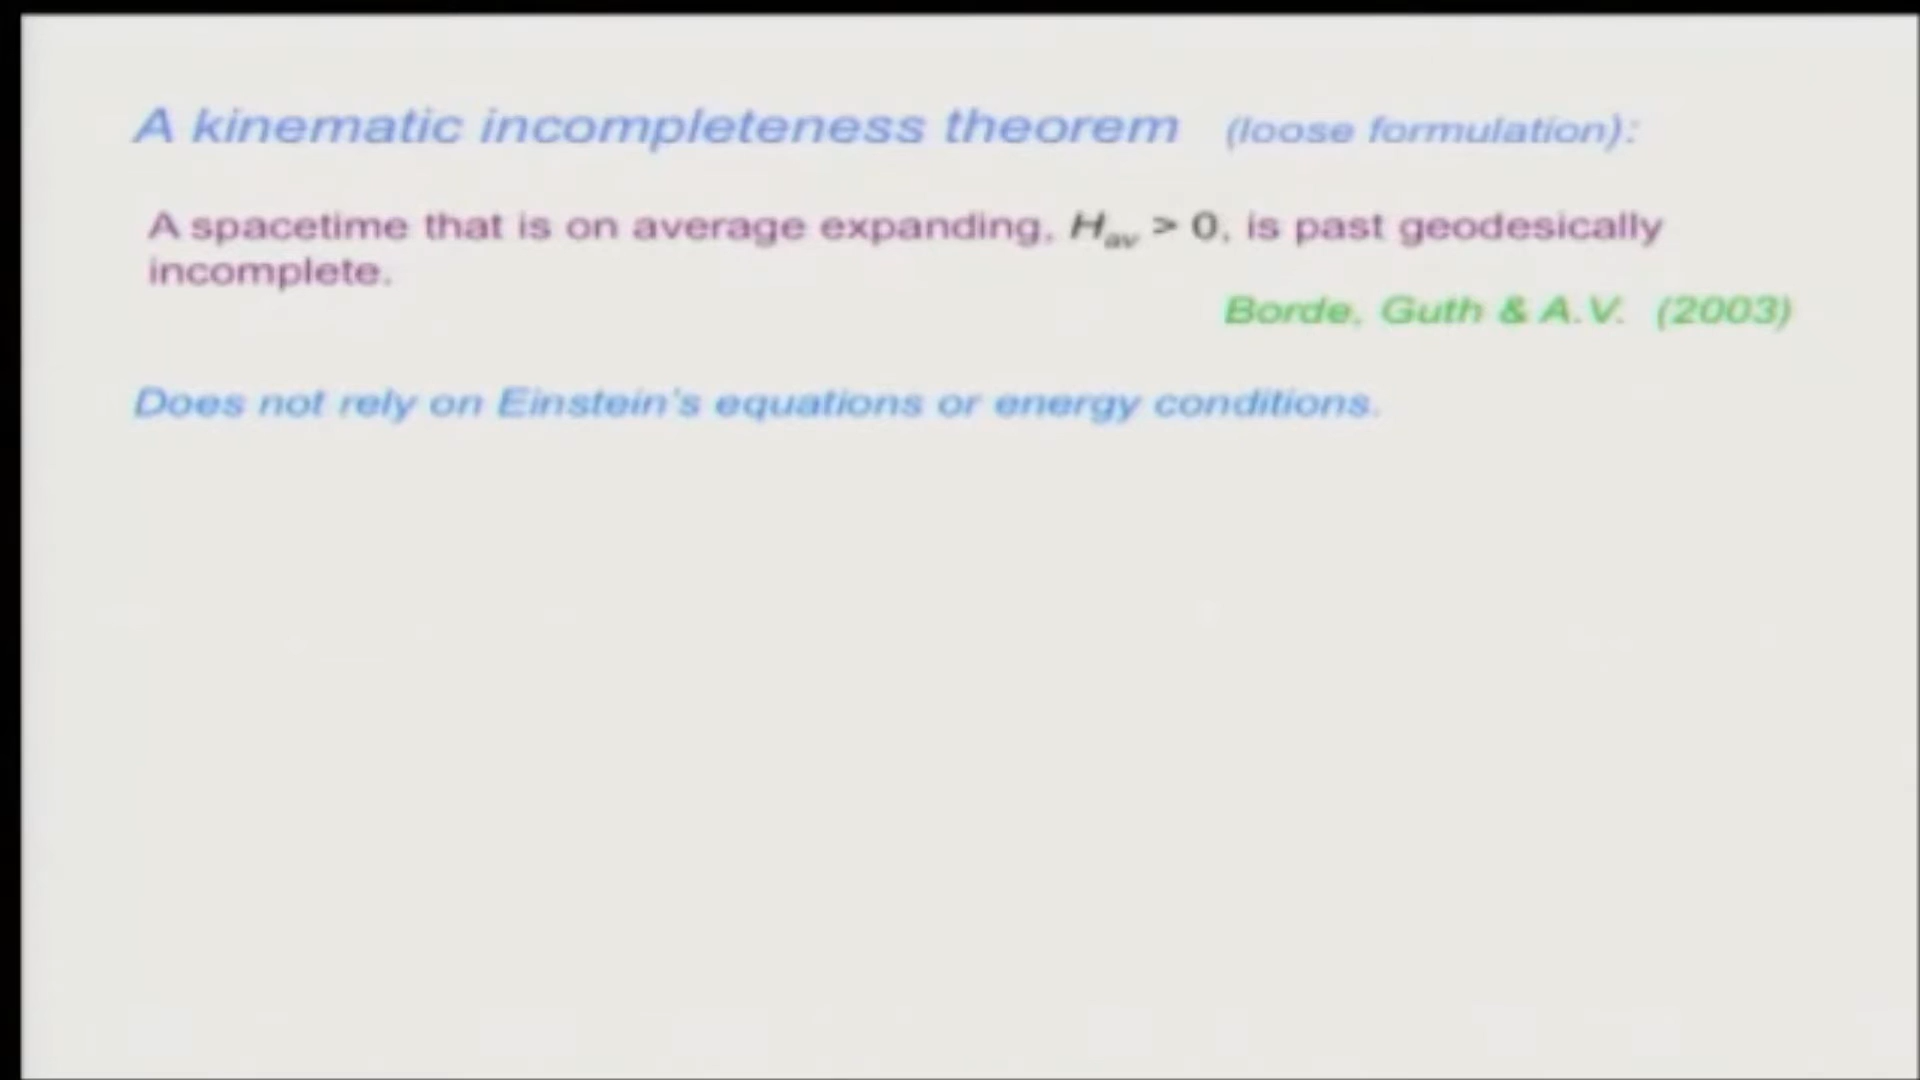 A kinematic incompleteness theorem (loose formulation):
A spacetime that is on average expanding, Hav > 0, is past geodesically
incomplete.
Borde, Guth & A.V. (2003)
Does not rely on Einstein's equations or energy conditions.